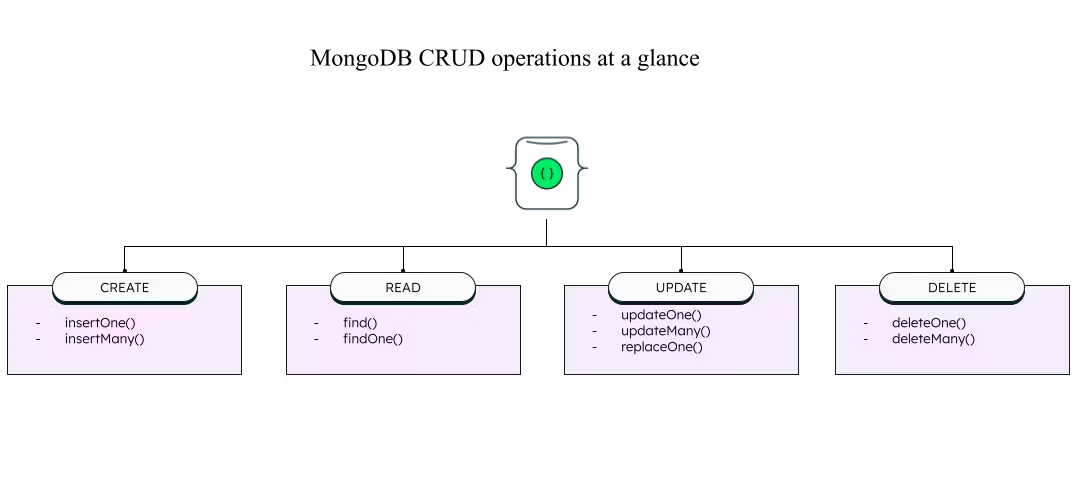 MongoDB CRUD operations at a glance
{ }
CREATE
- insertOne()
- insertMany()
READ
- find()
- findOne()
UPDATE
- updateOne()
- updateMany()
- replaceOne()
DELETE
- deleteOne()
- deleteMany()